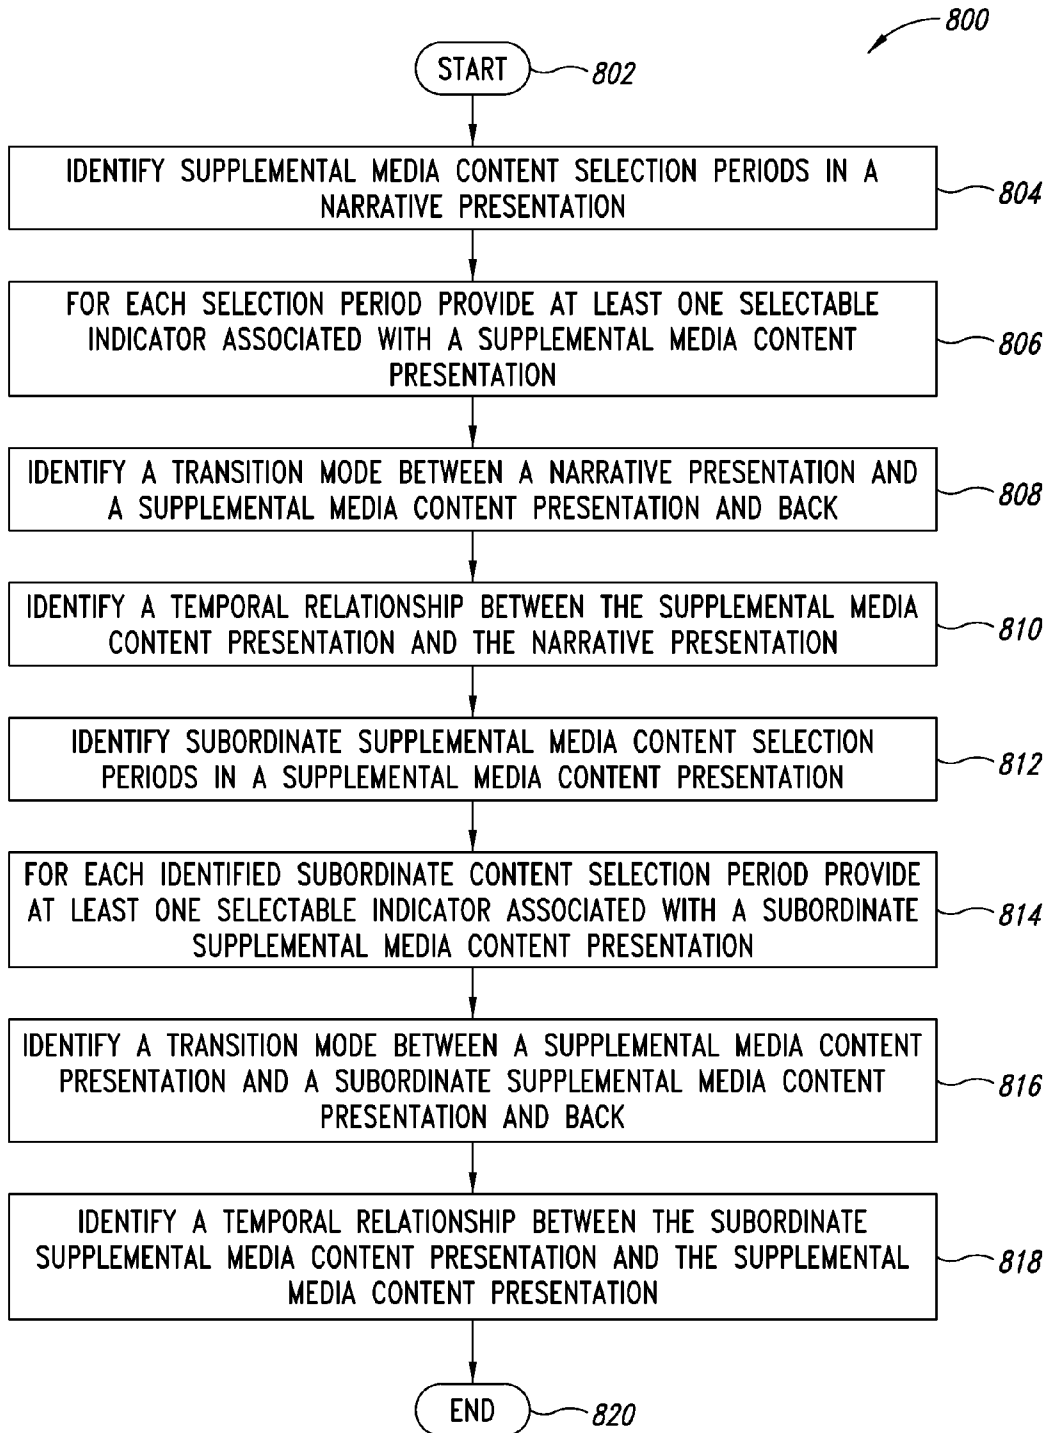 800
START
802
IDENTIFY SUPPLEMENTAL MEDIA CONTENT SELECTION PERIODS IN A
NARRATIVE PRESENTATION
804
FOR EACH SELECTION PERIOD PROVIDE AT LEAST ONE SELECTABLE
INDICATOR ASSOCIATED WITH A SUPPLEMENTAL MEDIA CONTENT
PRESENTATION
806
IDENTIFY A TRANSITION MODE BETWEEN A NARRATIVE PRESENTATION AND
A SUPPLEMENTAL MEDIA CONTENT PRESENTATION AND BACK
808
IDENTIFY A TEMPORAL RELATIONSHIP BETWEEN THE SUPPLEMENTAL MEDIA
CONTENT PRESENTATION AND THE NARRATIVE PRESENTATION
810
IDENTIFY SUBORDINATE SUPPLEMENTAL MEDIA CONTENT SELECTION
PERIODS IN A SUPPLEMENTAL MEDIA CONTENT PRESENTATION
812
FOR EACH IDENTIFIED SUBORDINATE CONTENT SELECTION PERIOD PROVIDE
AT LEAST ONE SELECTABLE INDICATOR ASSOCIATED WITH A SUBORDINATE
SUPPLEMENTAL MEDIA CONTENT PRESENTATION
814
IDENTIFY A TRANSITION MODE BETWEEN A SUPPLEMENTAL MEDIA CONTENT
PRESENTATION AND A SUBORDINATE SUPPLEMENTAL MEDIA CONTENT
PRESENTATION AND BACK
816
IDENTIFY A TEMPORAL RELATIONSHIP BETWEEN THE SUBORDINATE
SUPPLEMENTAL MEDIA CONTENT PRESENTATION AND THE SUPPLEMENTAL
MEDIA CONTENT PRESENTATION
818
END
820